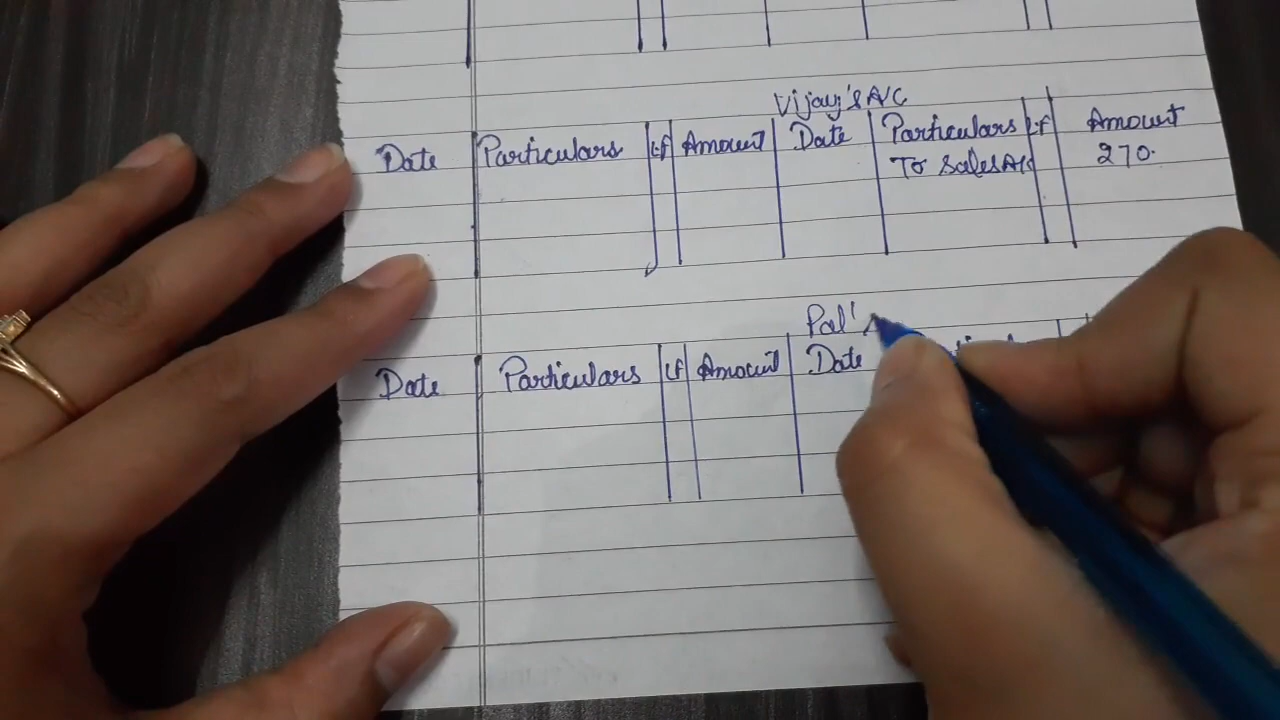 Vijay's A/C
Date Particulars Lf Amount Date Particulars Lf Amount
To Sales A/c 270.
Pal's
Date Particulars Lf Amount Date